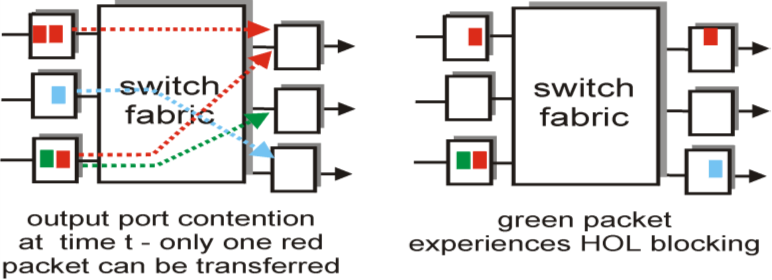 switch
fabric
output port contention
at time t - only one red
packet can be transferred
switch
fabric
green packet
experiences HOL blocking